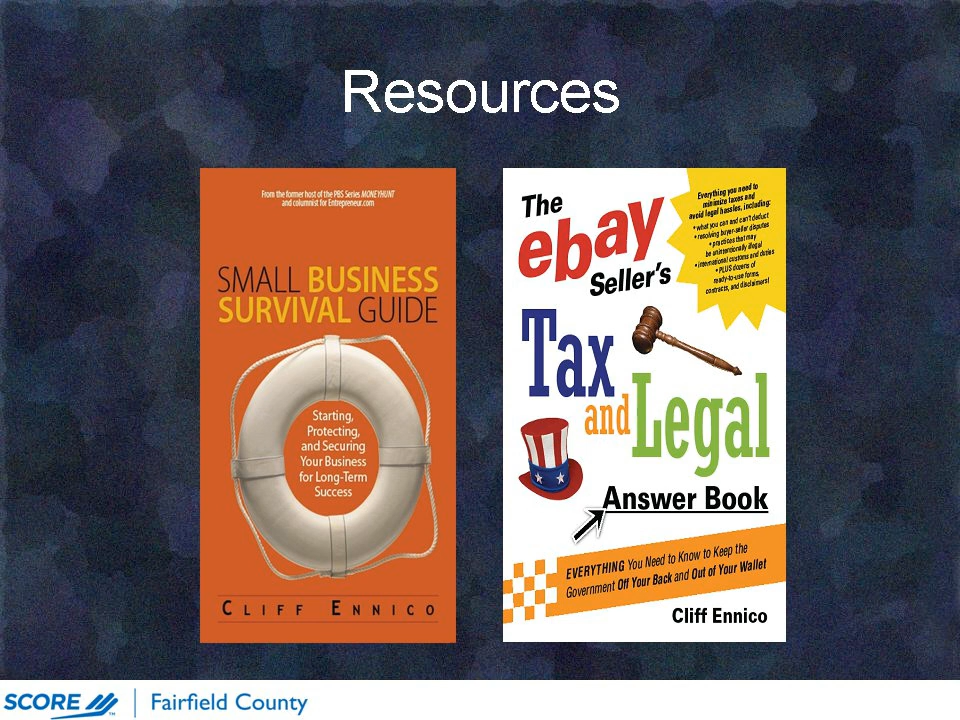 Resources
From the former host of the PBS Series MONEYHUNT
and columnist for Entrepreneur.com
SMALL BUSINESS
SURVIVAL GUIDE
Starting,
Protecting,
and Securing
Your Business
for Long-Term
Success
CLIFF ENNICO
The
ebay
Seller's
Tax
and Legal
Answer Book
Everything you need to
minimize taxes and
avoid legal hassles, including:
• what you can and can't deduct
• resolving buyer-seller disputes
• practices that may
be unintentionally illegal
• international customs and duties
• PLUS dozens of
ready-to-use forms,
contracts, and disclaimers!
EVERYTHING You Need to Know to Keep the
Government Off Your Back and Out of Your Wallet
Cliff Ennico
SCORE TM | Fairfield County